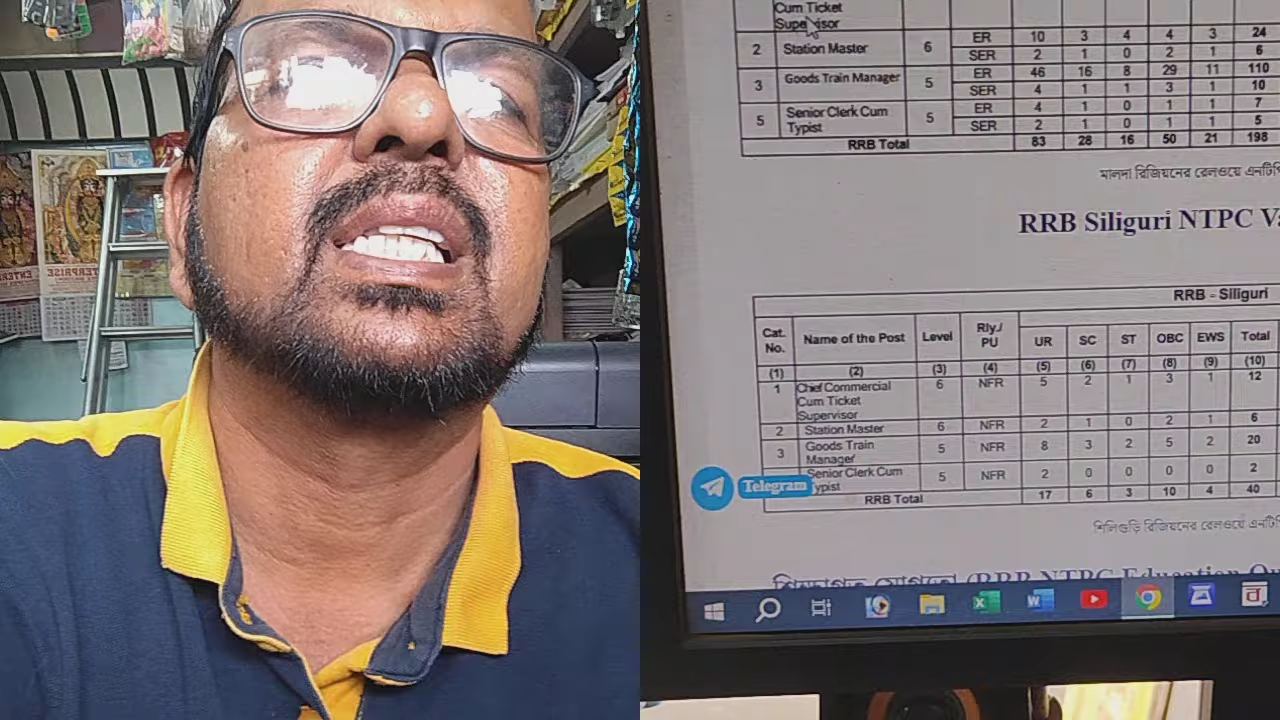 Cum Ticket
Supervisor
2 Station Master 6 ER 10 3 4 4 3 24
SER 2 1 0 2 1 6
3 Goods Train Manager 5 ER 46 16 8 29 11 110
SER 4 1 1 3 1 10
5 Senior Clerk Cum Typist 5 ER 4 1 0 1 1 7
SER 2 1 0 1 1 5
RRB Total 83 28 16 50 21 198
মালদা রিজিয়নের রেলওয়ে
RRB Siliguri NTPC
RRB - Siliguri
Cat. No. Name of the Post Level Rly./ PU UR SC ST OBC EWS Total
(1) (2) (3) (4) (5) (6) (7) (8) (9) (10)
1 Chief Commercial Cum Ticket Supervisor 6 NFR 5 2 1 3 1 12
2 Station Master 6 NFR 2 1 0 2 1 6
3 Goods Train Manager 5 NFR 8 3 2 5 2 20
Senior Clerk Cum Typist 5 NFR 2 0 0 0 0 2
RRB Total 17 6 3 10 4 40
Telegram
শিলিগুড়ি রিজিয়নের রেলওয়ে
(RRB NTPC Education